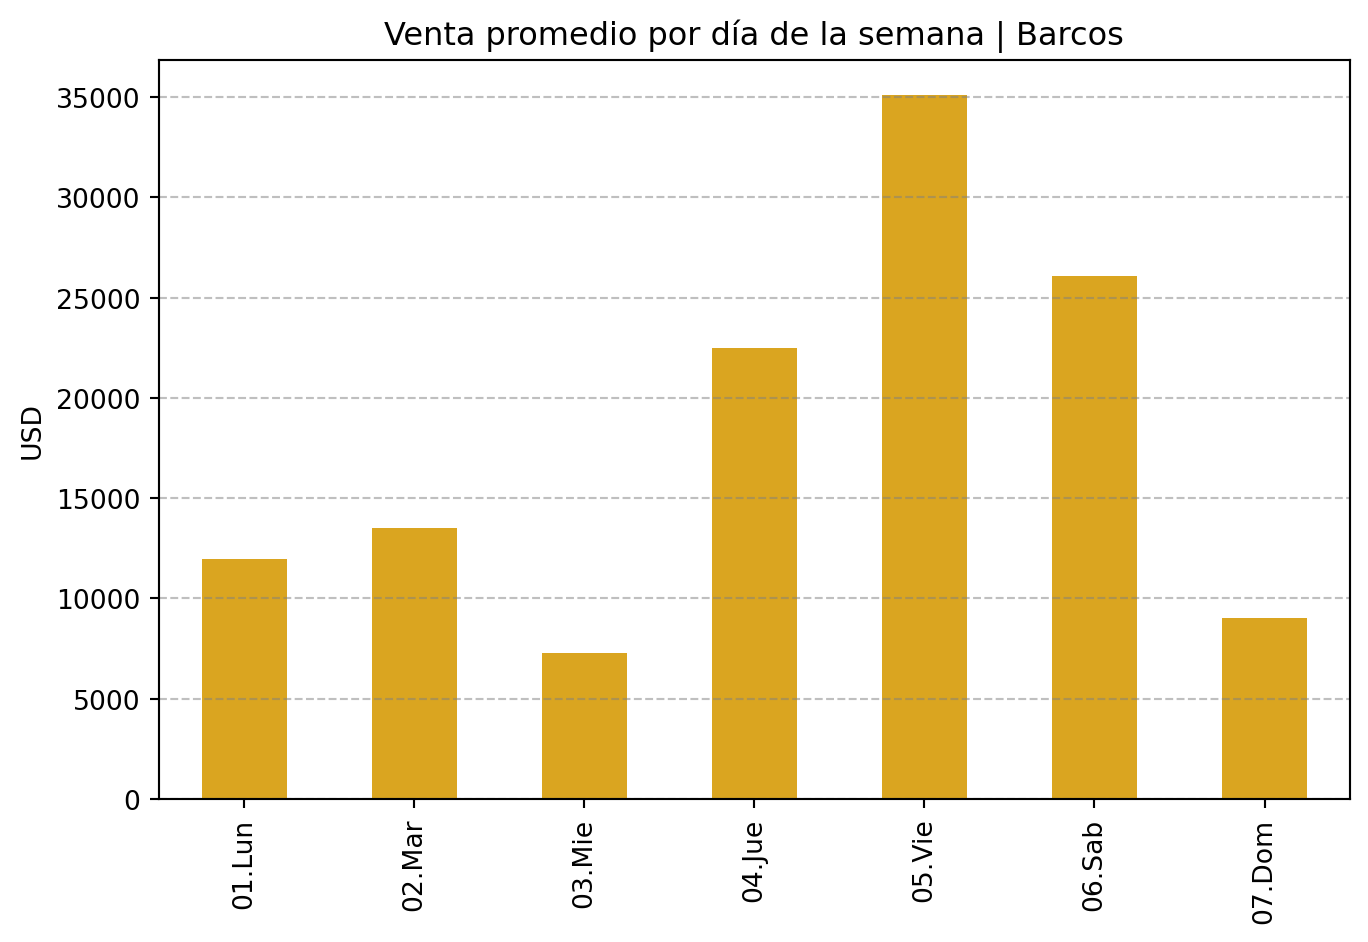 Venta promedio por día de la semana | Barcos
USD
35000
30000
25000
20000
15000
10000
5000
0
01.Lun
02.Mar
03.Mie
04.Jue
05.Vie
06.Sab
07.Dom